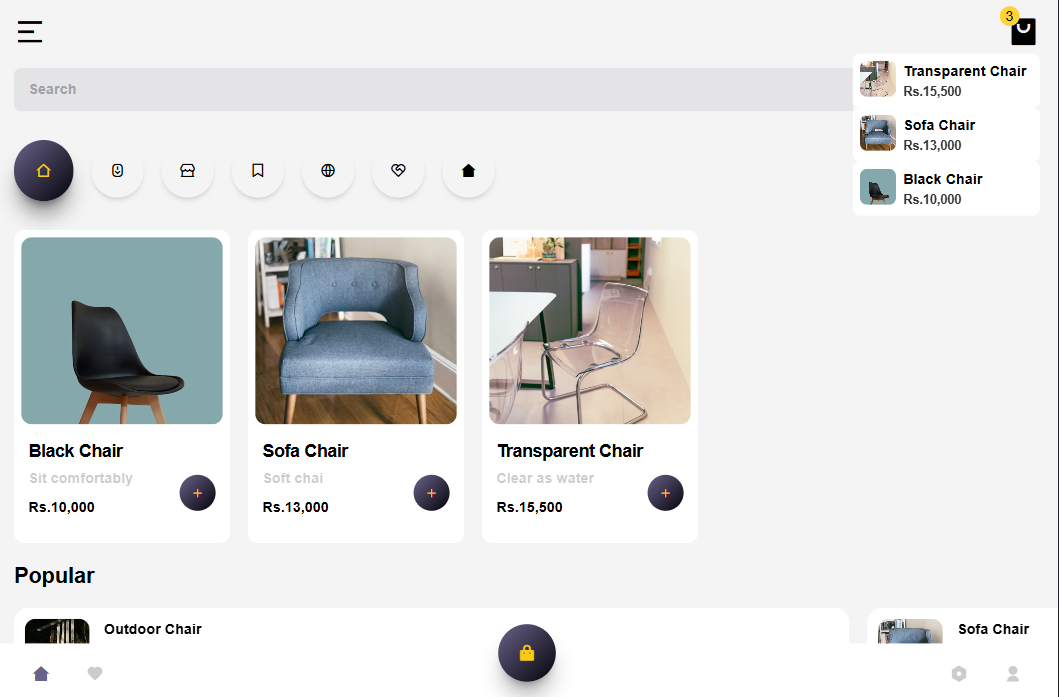 3
Search
Transparent Chair
Rs.15,500
Sofa Chair
Rs.13,000
Black Chair
Rs.10,000
Black Chair
Sit comfortably
Rs.10,000
+
Sofa Chair
Soft chai
Rs.13,000
+
Transparent Chair
Clear as water
Rs.15,500
+
Popular
Outdoor Chair
Sofa Chair